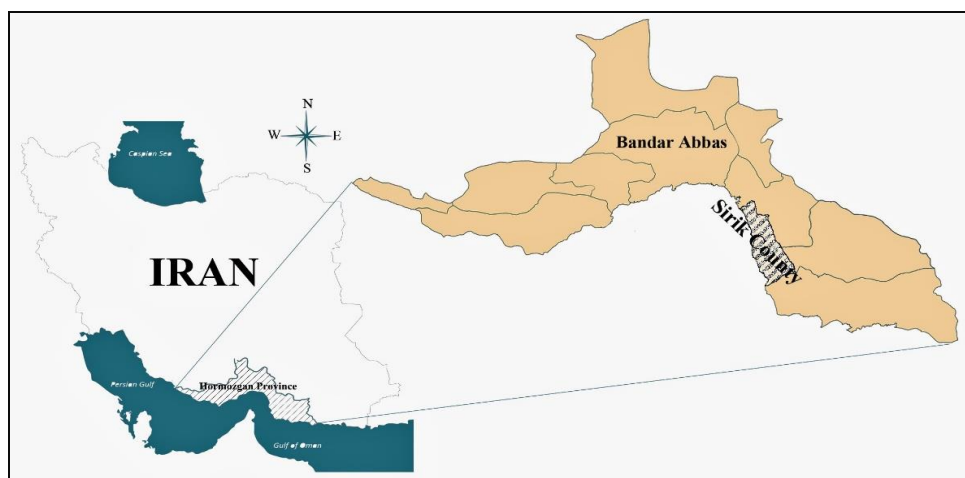 Caspian Sea
N
W
E
S
IRAN
Persian Gulf
Hormozgan Province
Gulf of Oman
Bandar Abbas
Sirik County